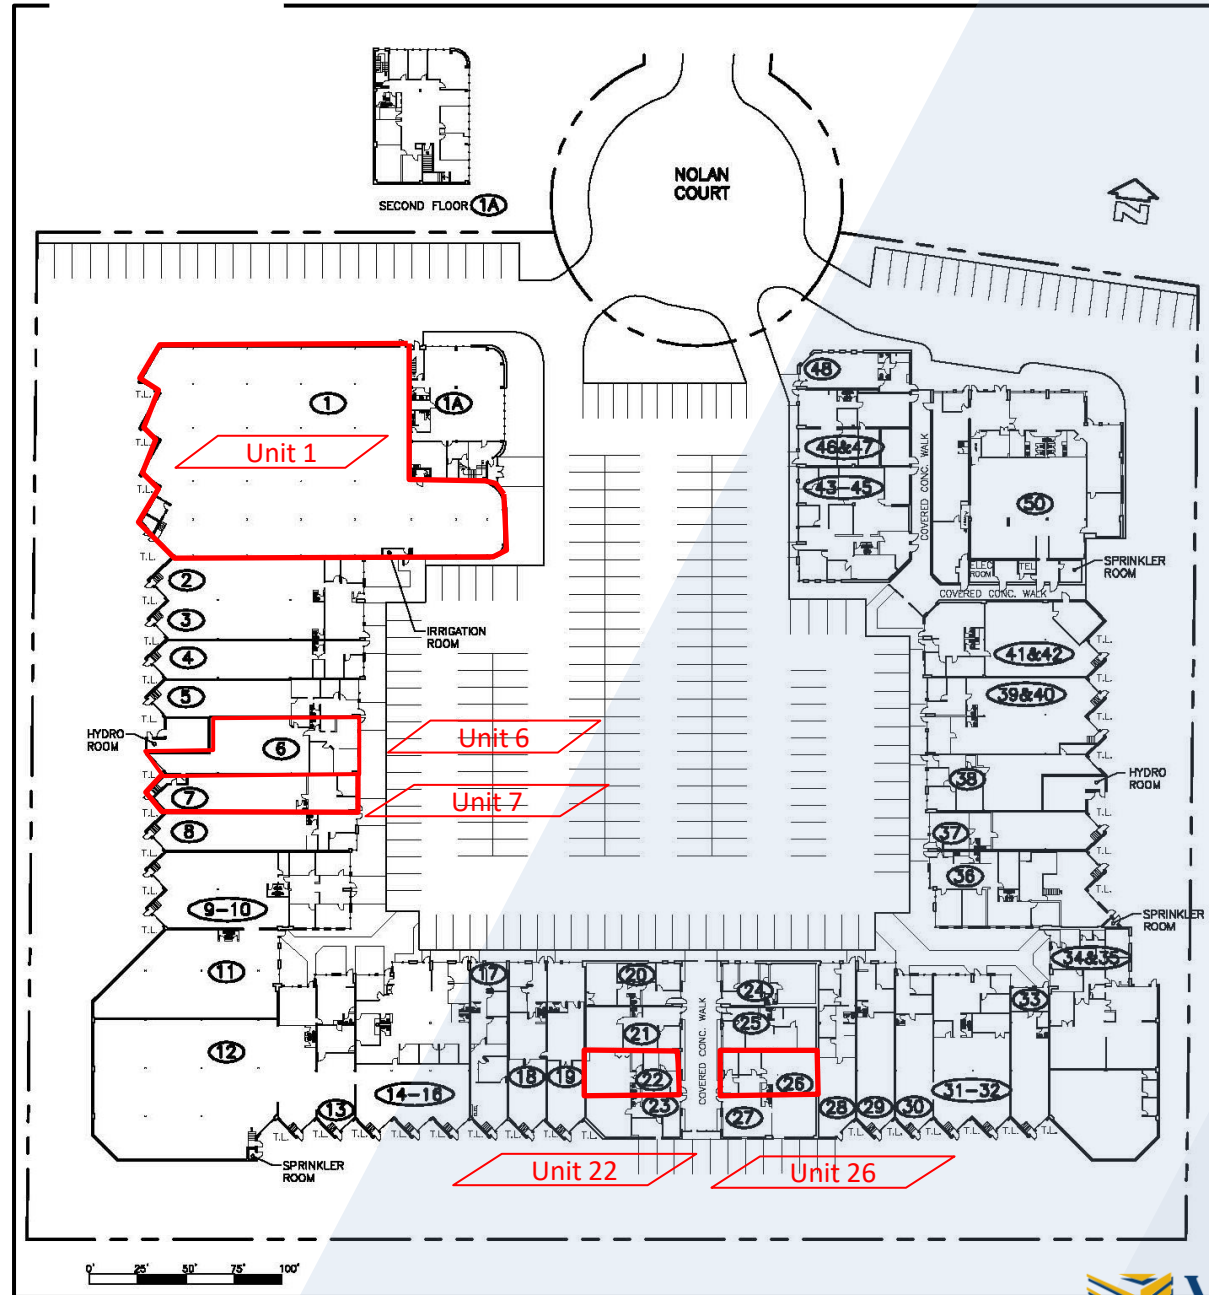 SECOND FLOOR 1A
NOLAN
COURT
N
1
1A
Unit 1
48
46&47
43-45
COVERED CONC. WALK
50
T.L.
T.L.
T.L.
T.L.
ELEC
ROOM
TEL
SPRINKLER
ROOM
COVERED CONC. WALK
2
3
IRRIGATION
ROOM
4
5
41&42
T.L.
39&40
T.L.
T.L.
T.L.
T.L.
T.L.
HYDRO
ROOM
6
Unit 6
T.L.
T.L.
7
Unit 7
38
HYDRO
ROOM
T.L.
8
37
T.L.
T.L.
36
T.L.
T.L.
9-10
T.L.
SPRINKLER
ROOM
11
34&35
17
20
24
33
COVERED CONC. WALK
21
25
12
18
19
22
26
14-16
31-32
13
23
27
28
29
30
T.L.
T.L.
T.L.
T.L.
T.L.
T.L.
T.L.
T.L.
T.L.
T.L.
T.L.
T.L.
SPRINKLER
ROOM
Unit 22
Unit 26
0'
25'
50'
75'
100'